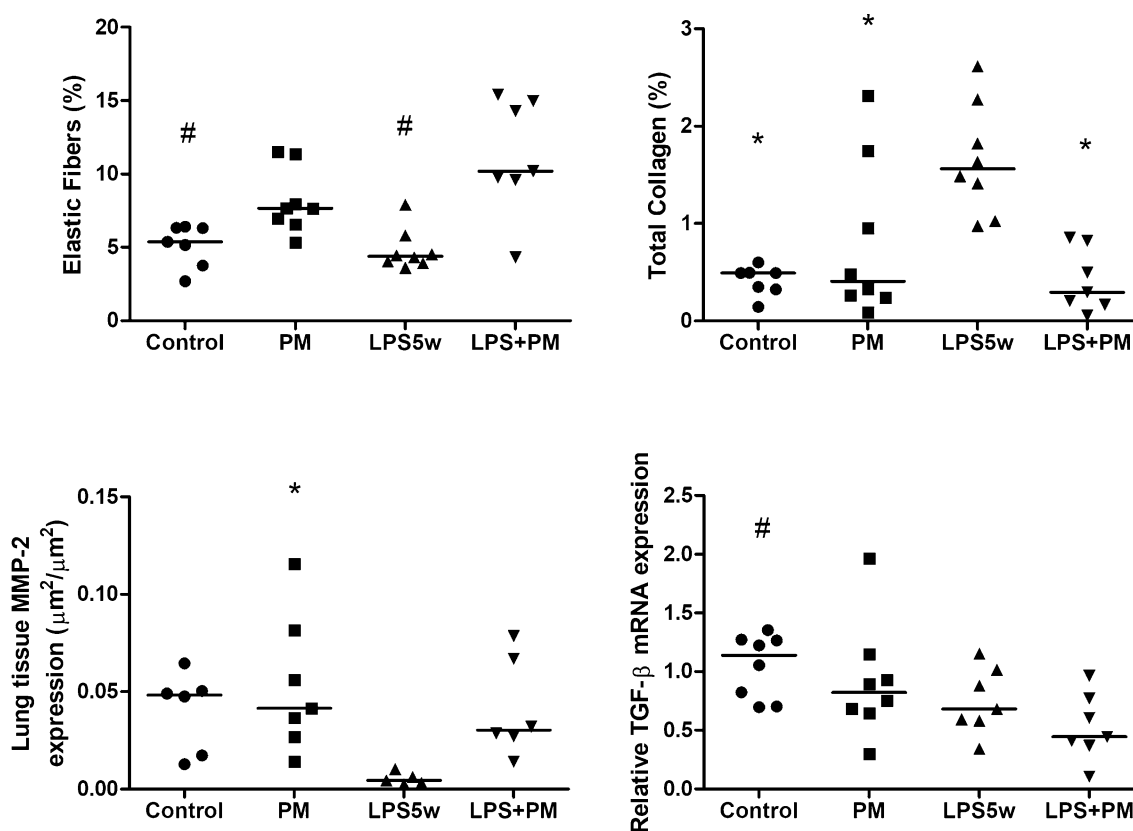 Elastic Fibers (%)
20
15
10
5
0
#
#
Control
PM
LPS5w
LPS+PM
Total Collagen (%)
3
2
1
0
*
*
*
Control
PM
LPS5w
LPS+PM
Lung tissue MMP-2
expression (μm²/μm²)
0.15
0.10
0.05
0.00
*
Control
PM
LPS5w
LPS+PM
Relative TGF-β mRNA expression
2.5
2.0
1.5
1.0
0.5
0.0
#
Control
PM
LPS5w
LPS+PM